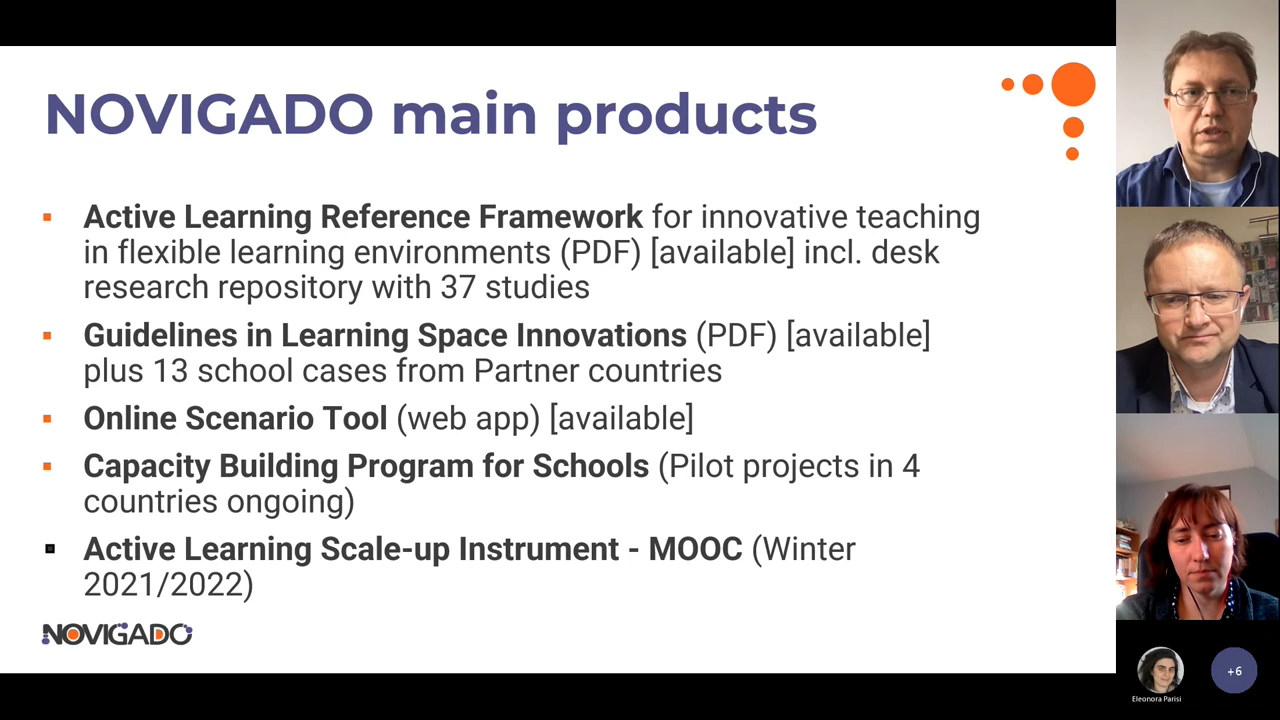 NOVIGADO main products
▪ Active Learning Reference Framework for innovative teaching
in flexible learning environments (PDF) [available] incl. desk
research repository with 37 studies
▪ Guidelines in Learning Space Innovations (PDF) [available]
plus 13 school cases from Partner countries
▪ Online Scenario Tool (web app) [available]
▪ Capacity Building Program for Schools (Pilot projects in 4
countries ongoing)
▪ Active Learning Scale-up Instrument - MOOC (Winter
2021/2022)
NOVIGADO
Eleonora Parisi
+6